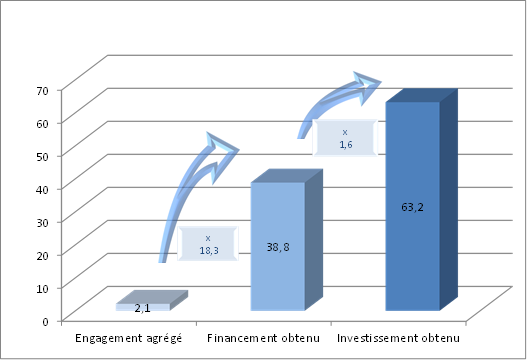 70
60
50
40
30
20
10
0
x
1,6
x
18,3
2,1
38,8
63,2
Engagement agrégé
Financement obtenu
Investissement obtenu